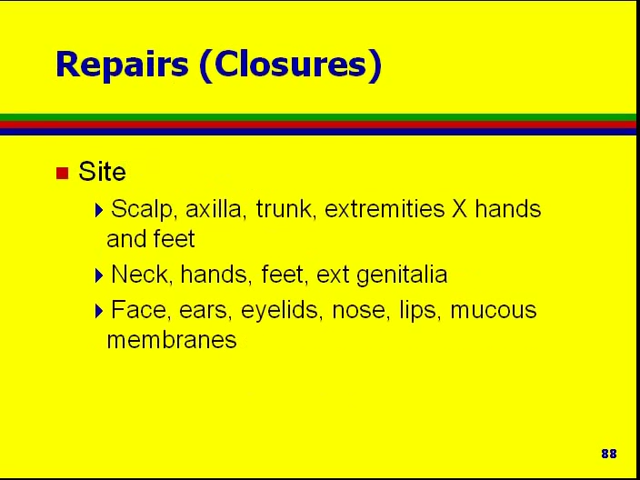 Repairs (Closures)
Site
Scalp, axilla, trunk, extremities X hands
and feet
Neck, hands, feet, ext genitalia
Face, ears, eyelids, nose, lips, mucous
membranes
88